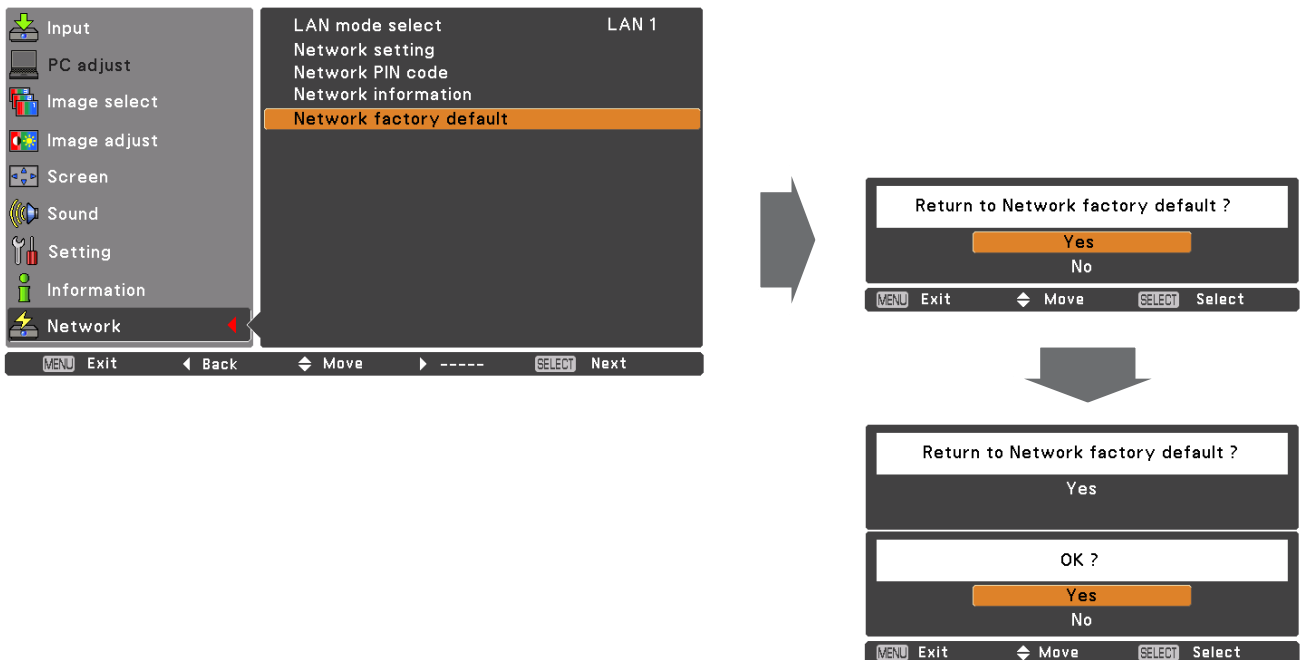 Input
PC adjust
Image select
Image adjust
Screen
Sound
Setting
Information
Network
LAN mode select LAN 1
Network setting
Network PIN code
Network information
Network factory default
MENU Exit Back Move ----- SELECT Next
Return to Network factory default ?
Yes
No
MENU Exit Move SELECT Select
Return to Network factory default ?
Yes
OK ?
Yes
No
MENU Exit Move SELECT Select